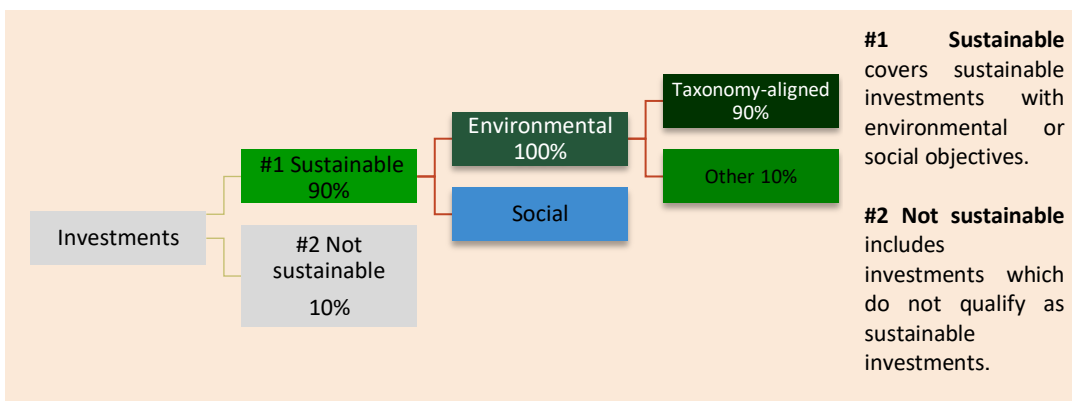 Investments
#1 Sustainable
90%
#2 Not
sustainable
10%
Environmental
100%
Social
Taxonomy-aligned
90%
Other 10%
#1 Sustainable
covers sustainable
investments with
environmental or
social objectives.
#2 Not sustainable
includes
investments which
do not qualify as
sustainable
investments.